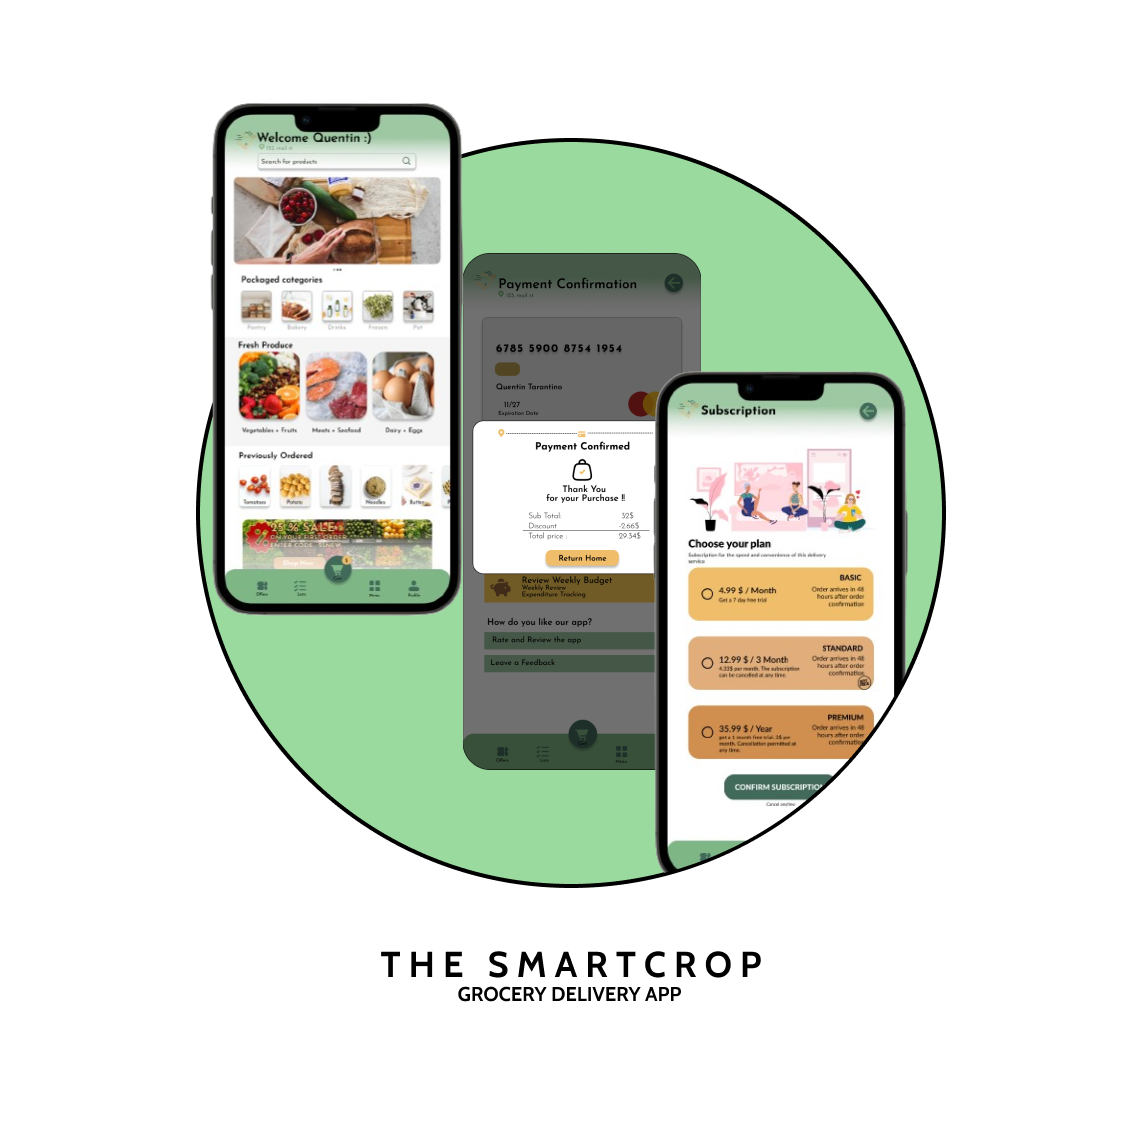 Welcome Quentin :)
123, mail st
Search for products
Packaged categories
Pantry Bakery Drinks Frozen Pet
Fresh Produce
Vegetables + Fruits Meats + Seafood Dairy + Eggs
Previously Ordered
Tomatoes Potato Noodles Butter
25% SALE
ON YOUR FIRST ORDER
ENTER CODE
Shop Now
Offers Lists Menu Profile
Payment Confirmation
123, mail st
6785 5900 8754 1954
Quentin Tarantino
11/27
Expiration Date
Payment Confirmed
Thank You
for your Purchase !!
Sub Total: 32$
Discount -2.66$
Total price : 29.34$
Return Home
Review Weekly Budget
Weekly Review
Expenditure Tracking
How do you like our app?
Rate and Review the app
Leave a Feedback
Offers Lists Menu
Subscription
Choose your plan
Subscription for the speed and convenience of this delivery
service
BASIC
4.99 $ / Month
Get a 7 day free trial
Order arrives in 48
hours after order
confirmation
STANDARD
12.99 $ / 3 Month
4.33$ per month. The subscription
can be cancelled at any time.
Order arrives in 48
hours after order
confirmation
PREMIUM
35.99 $ / Year
get a 1 month free trial. 3$ per
month. Cancellation permitted at
any time.
Order arrives in 48
hours after order
confirmation
CONFIRM SUBSCRIPTION
Cancel anytime
THE SMARTCROP
GROCERY DELIVERY APP